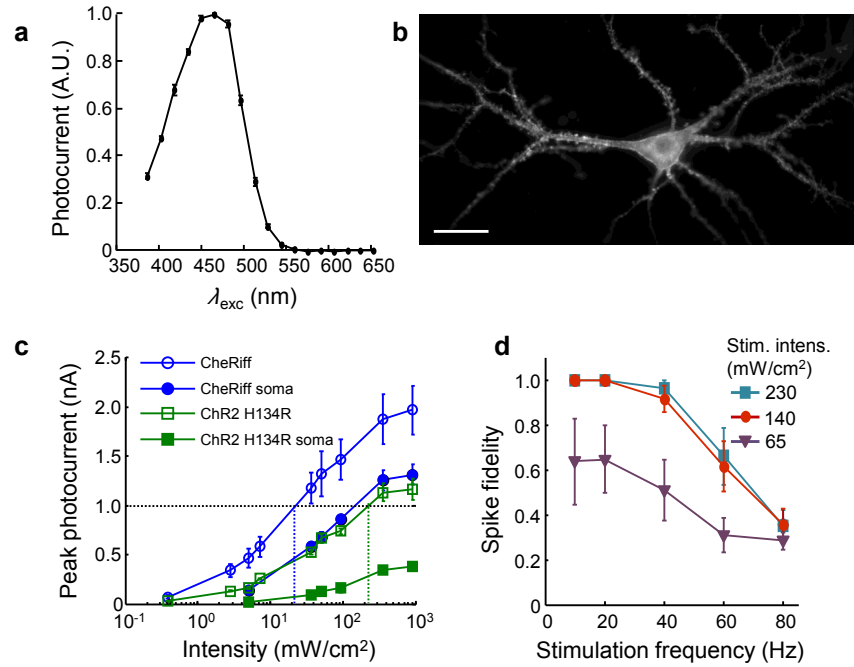 a
Photocurrent (A.U.)
1.0
0.8
0.6
0.4
0.2
0
350 400 450 500 550 600 650
λexc (nm)
b
c
Peak photocurrent (nA)
2.5
2.0
1.5
1.0
0.5
0
CheRiff
CheRiff soma
ChR2 H134R
ChR2 H134R soma
10-1 100 101 102 103
Intensity (mW/cm2)
d
Spike fidelity
1.0
0.8
0.6
0.4
0.2
0
0 20 40 60 80
Stimulation frequency (Hz)
Stim. intens.
(mW/cm2)
230
140
65